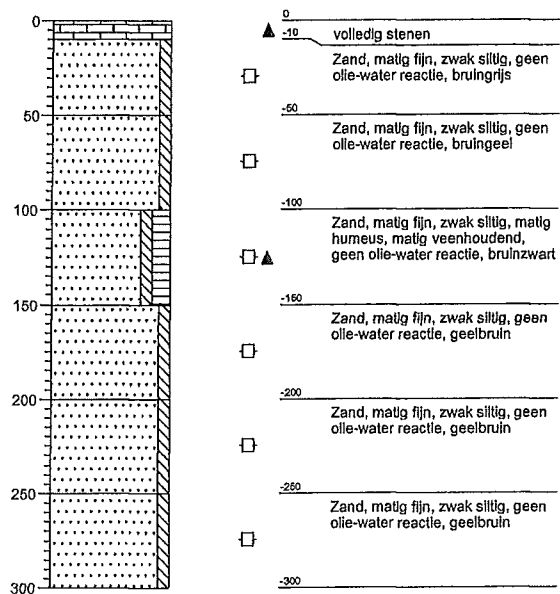 0
50
100
150
200
250
300
0
-10
volledig stenen
Zand, matig fijn, zwak siltig, geen
olie-water reactie, bruingrijs
-50
Zand, matig fijn, zwak siltig, geen
olie-water reactie, bruingeel
-100
Zand, matig fijn, zwak siltig, matig
humeus, matig veenhoudend,
geen olie-water reactie, bruinzwart
-150
Zand, matig fijn, zwak siltig, geen
olie-water reactie, geelbruin
-200
Zand, matig fijn, zwak siltig, geen
olie-water reactie, geelbruin
-250
Zand, matig fijn, zwak siltig, geen
olie-water reactie, geelbruin
-300